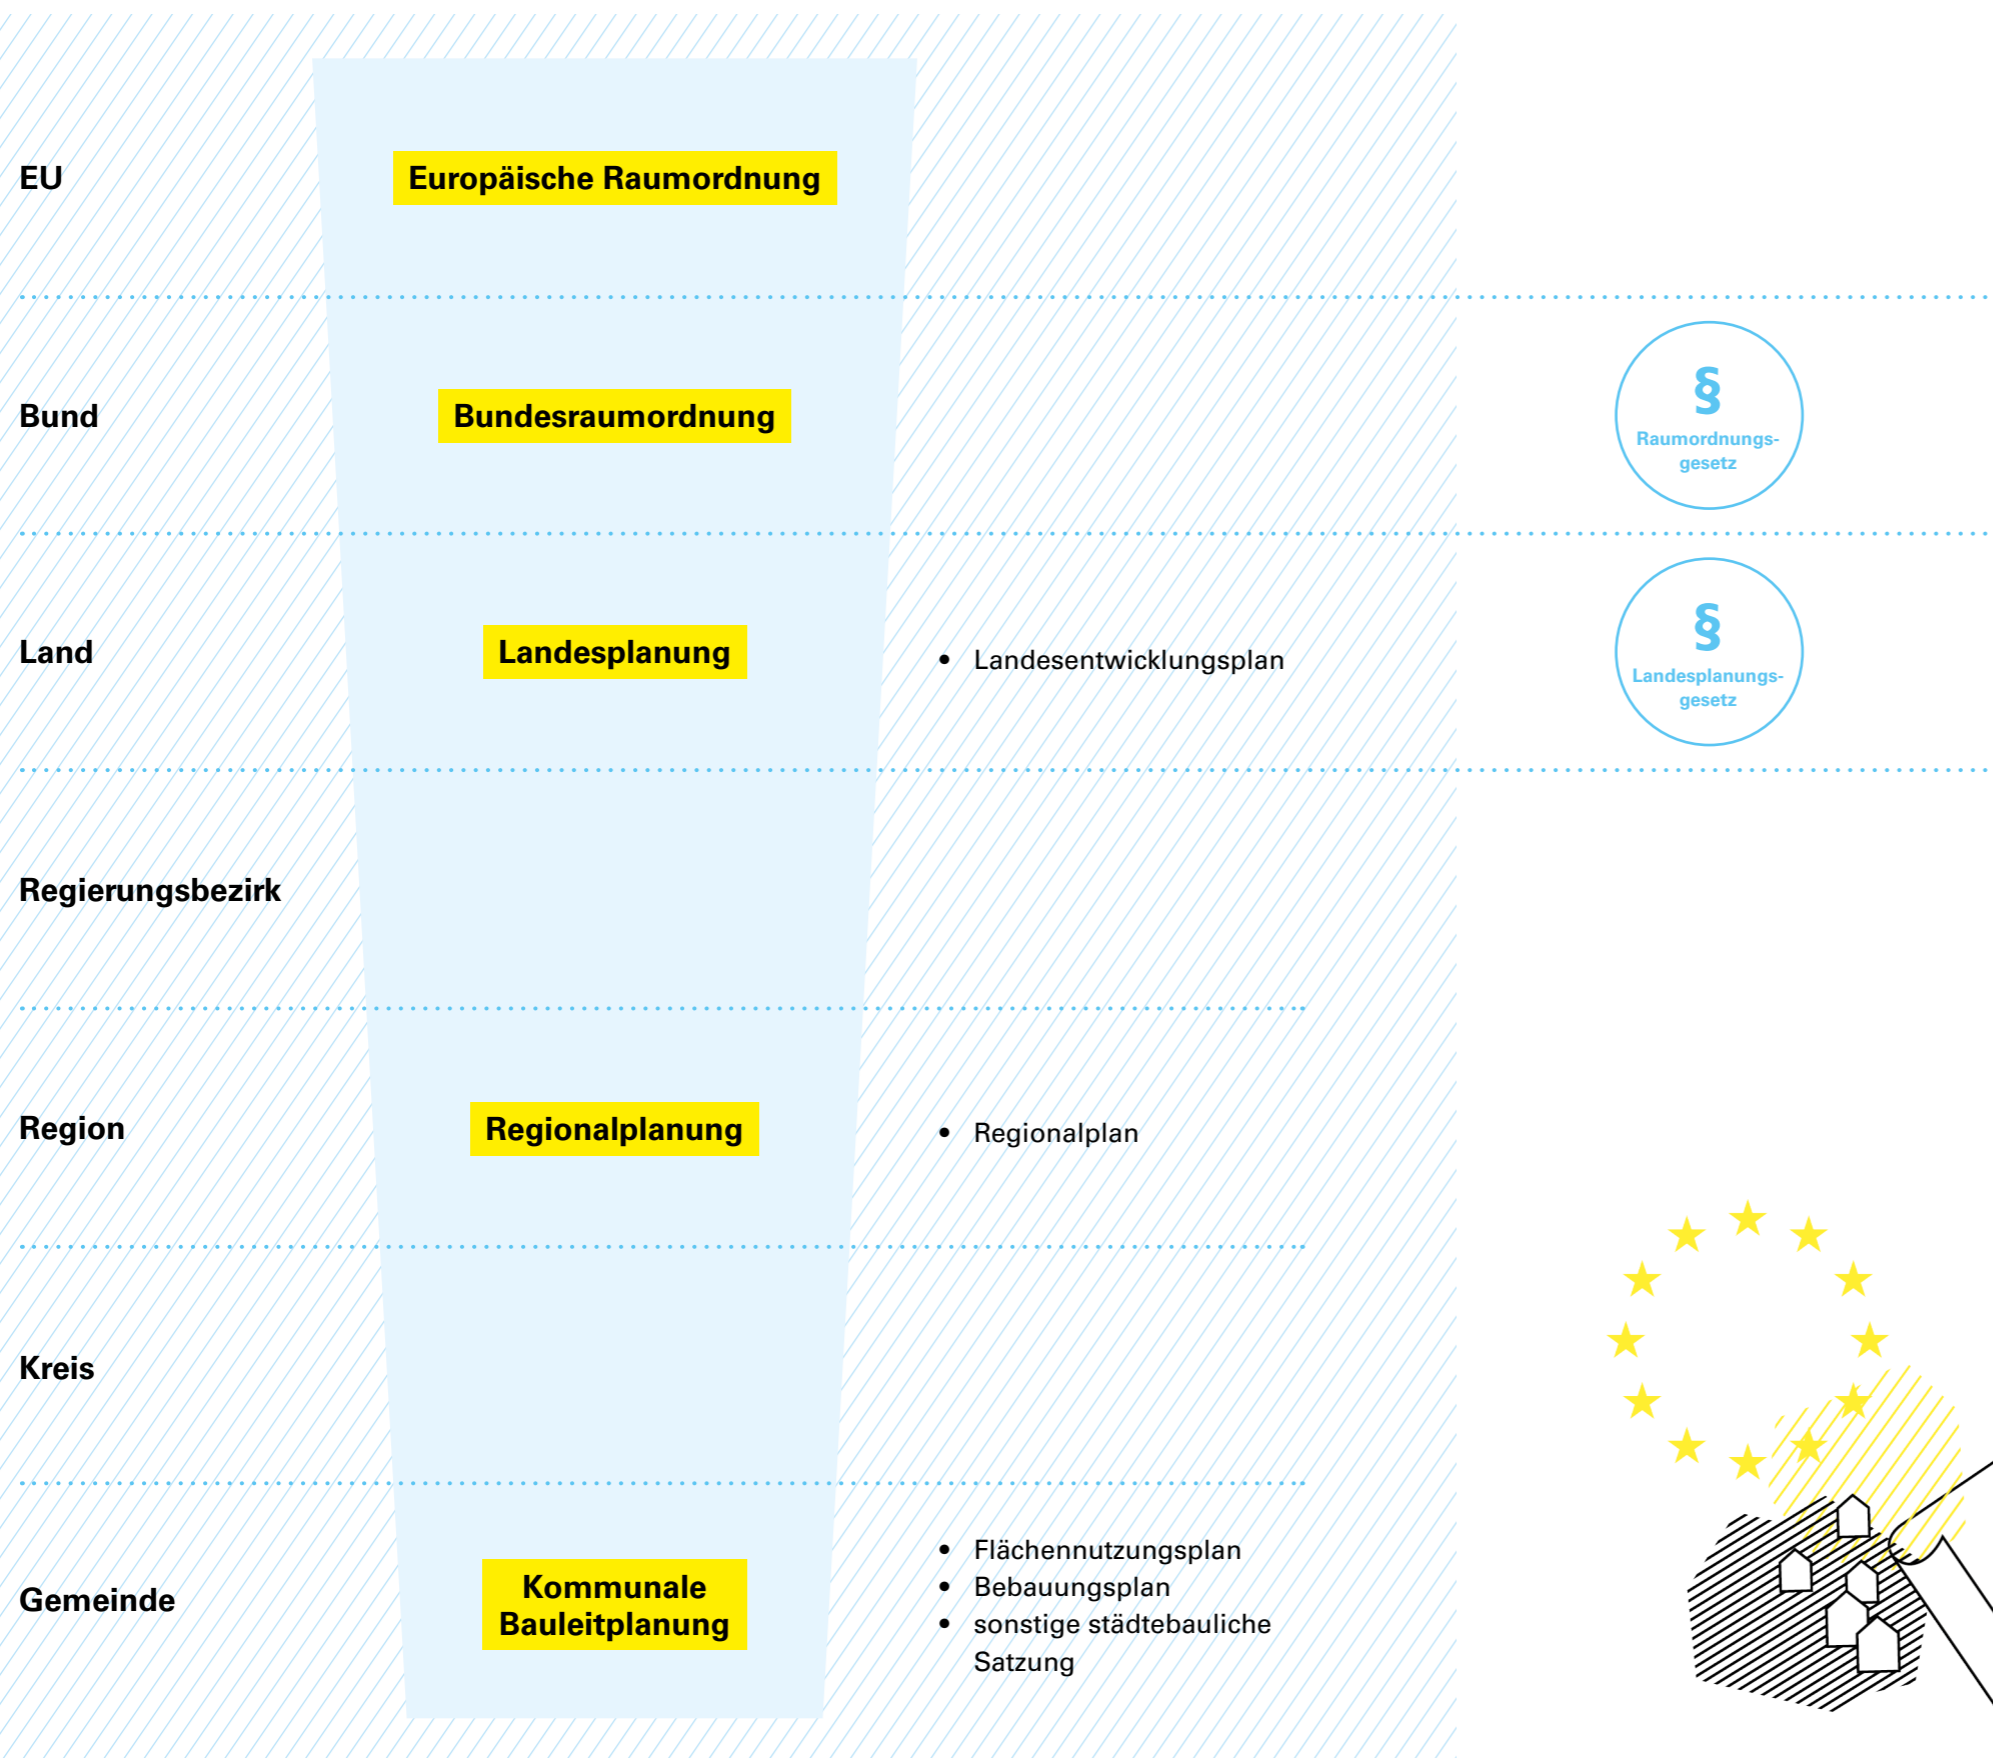 EU
Europäische Raumordnung
Bund
Bundesraumordnung
§
Raumordnungs-
gesetz
Land
Landesplanung
• Landesentwicklungsplan
§
Landesplanungs-
gesetz
Regierungsbezirk
Region
Regionalplanung
• Regionalplan
Kreis
Gemeinde
Kommunale
Bauleitplanung
• Flächennutzungsplan
• Bebauungsplan
• sonstige städtebauliche
Satzung